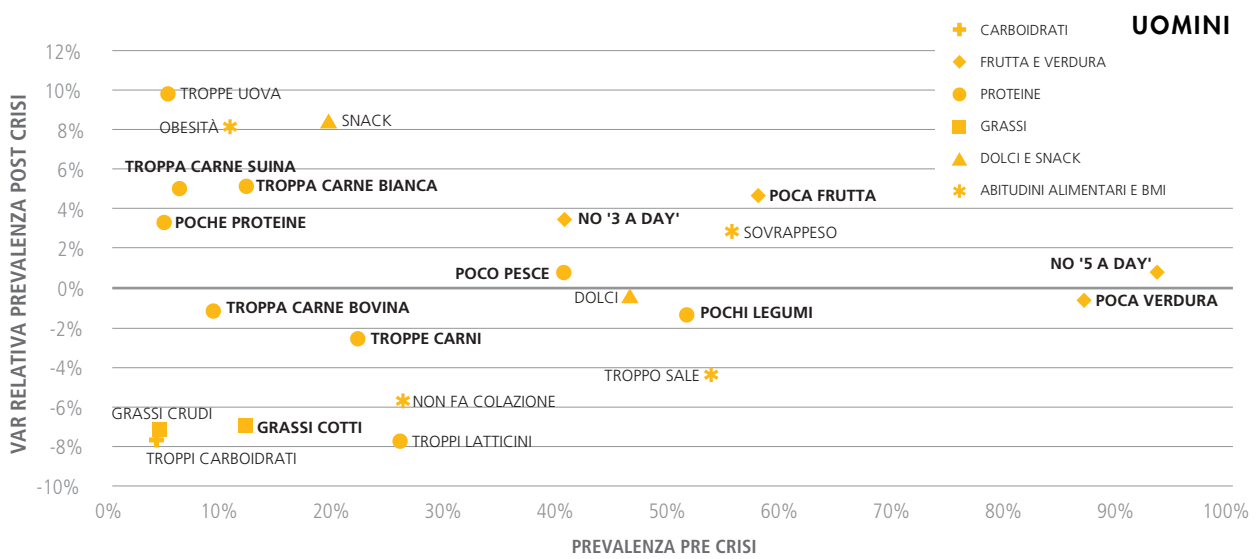 UOMINI
CARBOIDRATI
FRUTTA E VERDURA
PROTEINE
GRASSI
DOLCI E SNACK
ABITUDINI ALIMENTARI E BMI
VAR RELATIVA PREVALENZA POST CRISI
12%
10%
8%
6%
4%
2%
0%
-2%
-4%
-6%
-8%
-10%
TROPPE UOVA
OBESITÀ
SNACK
TROPPA CARNE SUINA
TROPPA CARNE BIANCA
POCHE PROTEINE
POCA FRUTTA
NO '3 A DAY'
SOVRAPPESO
NO '5 A DAY'
POCO PESCE
DOLCI
POCA VERDURA
TROPPA CARNE BOVINA
POCHI LEGUMI
TROPPE CARNI
TROPPO SALE
NON FA COLAZIONE
GRASSI CRUDI
GRASSI COTTI
TROPPI LATTICINI
TROPPI CARBOIDRATI
0%
10%
20%
30%
40%
50%
60%
70%
80%
90%
100%
PREVALENZA PRE CRISI